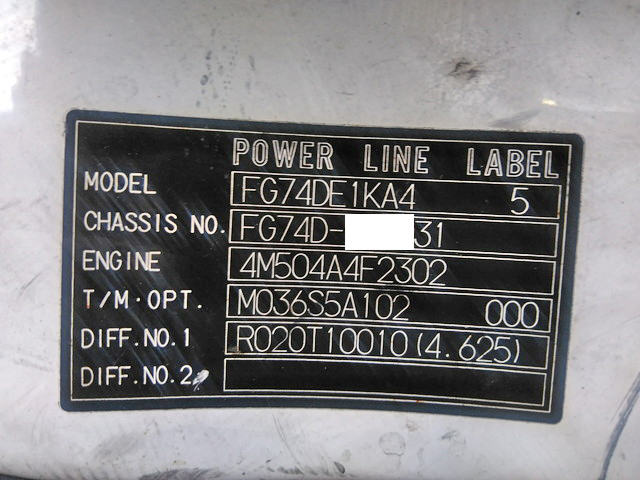 POWER LINE LABEL
MODEL FG74DE1KA4 5
CHASSIS NO. FG74D- 31
ENGINE 4M504A4F2302
T/M·OPT. M036S5A102 000
DIFF.NO.1 R020T10010(4.625)
DIFF.NO.2